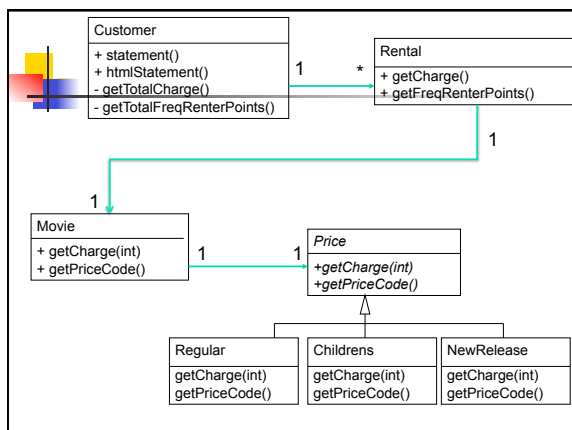 Customer
+ statement()
+ htmlStatement()
- getTotalCharge()
- getTotalFreqRenterPoints()
1
*
Rental
+ getCharge()
+ getFreqRenterPoints()
1
1
Movie
+ getCharge(int)
+ getPriceCode()
1
1
Price
+getCharge(int)
+getPriceCode()
Regular
getCharge(int)
getPriceCode()
Childrens
getCharge(int)
getPriceCode()
NewRelease
getCharge(int)
getPriceCode()